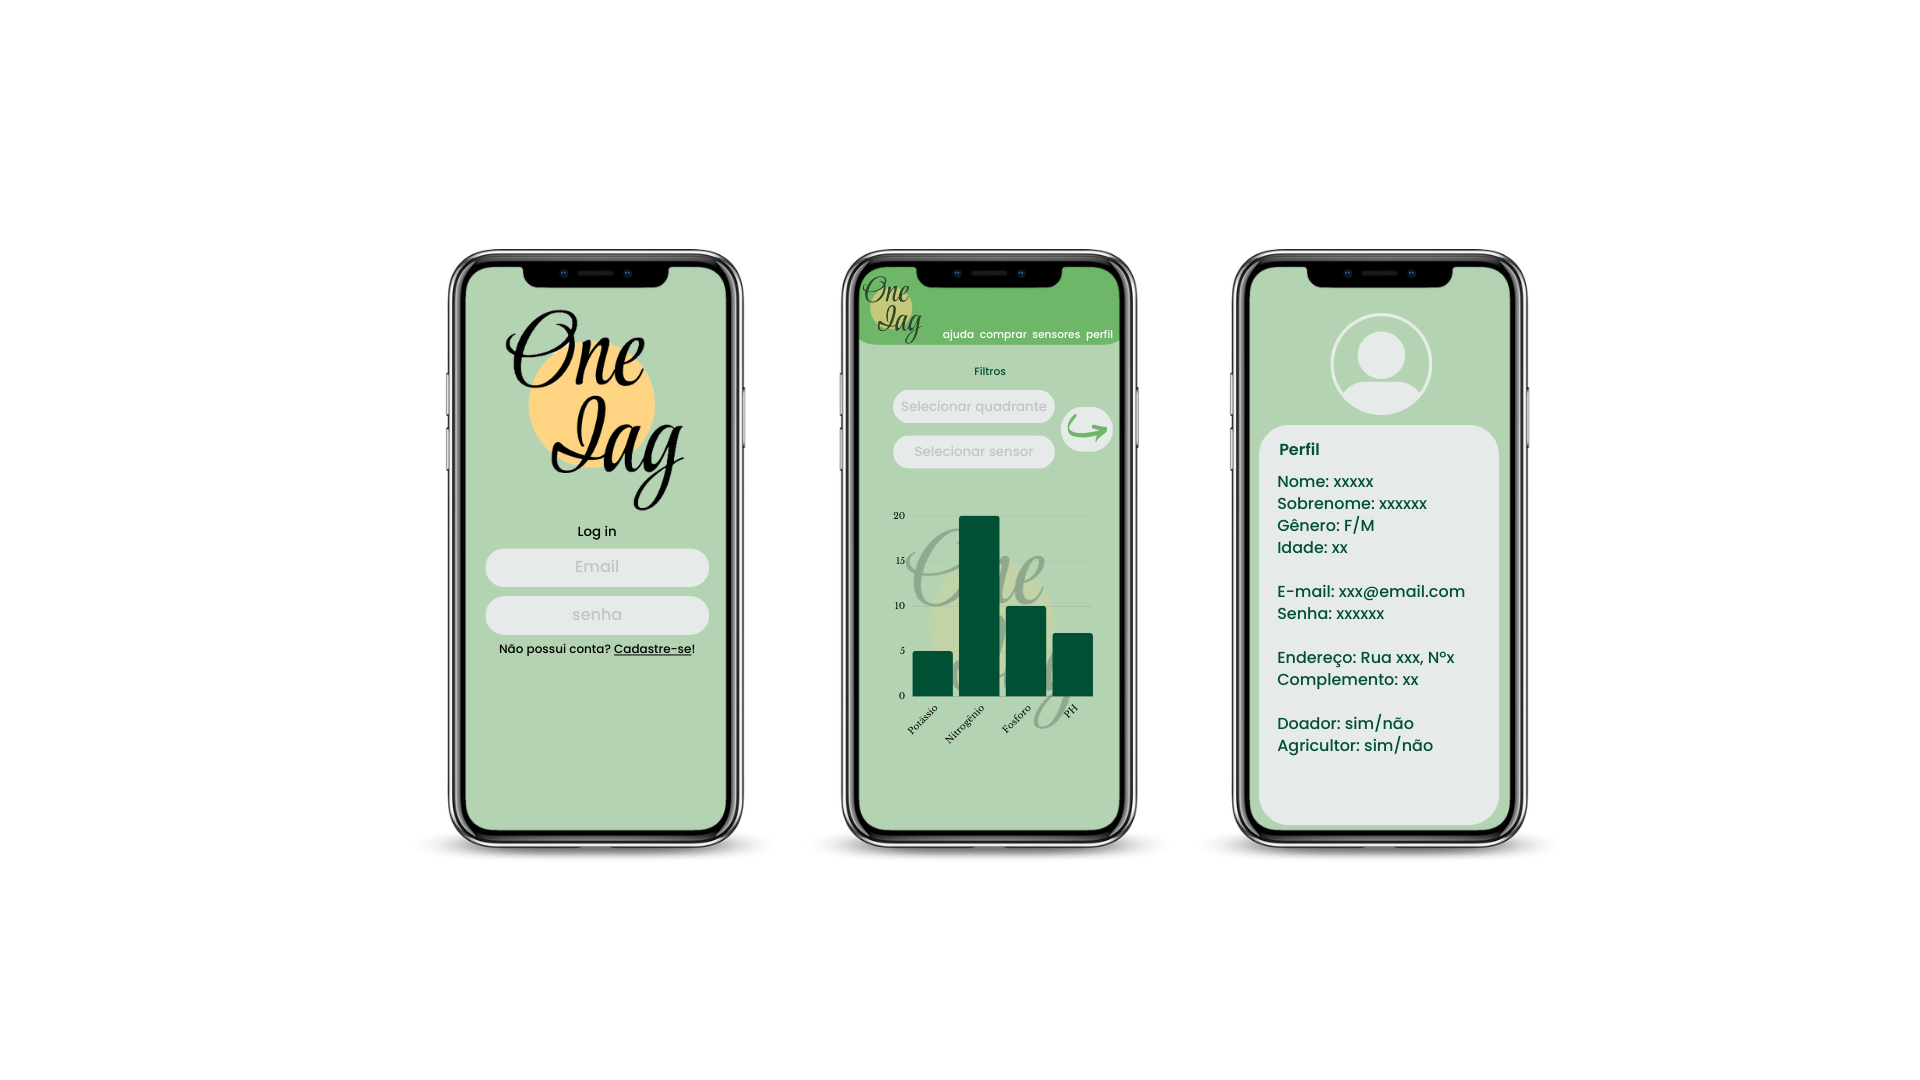 One
Jag
Log in
Email
senha
Não possui conta? Cadastre-se!
One
Jag
ajuda comprar sensores perfil
Filtros
Selecionar quadrante
Selecionar sensor
20
15
10
5
0
One
Jag
Potássio
Nitrogênio
Fosforo
PH
Perfil
Nome: xxxxx
Sobrenome: xxxxxx
Gênero: F/M
Idade: xx
E-mail: xxx@email.com
Senha: xxxxxx
Endereço: Rua xxx, Nºx
Complemento: xx
Doador: sim/não
Agricultor: sim/não